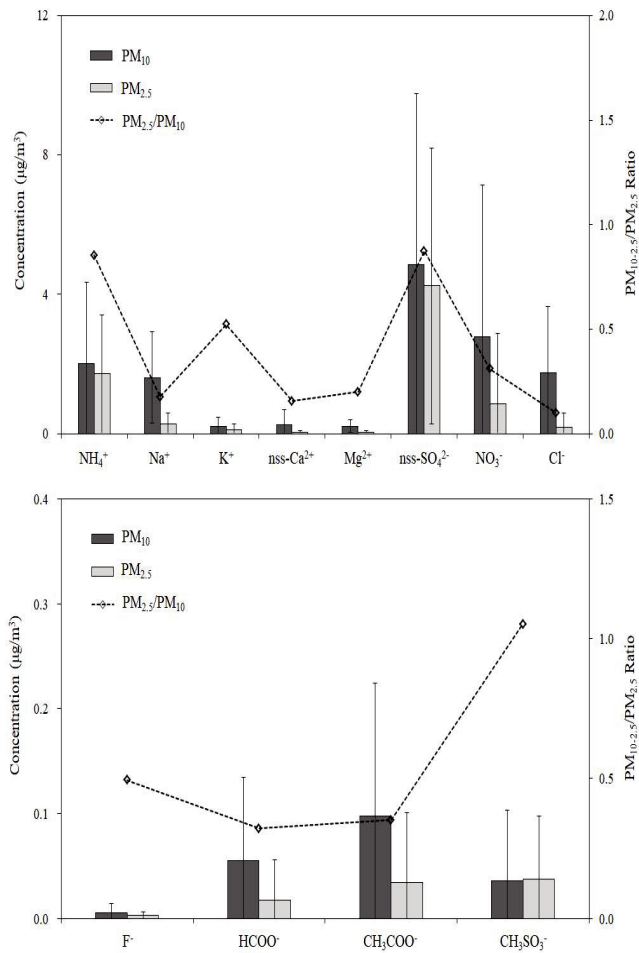 12
2.0
PM₁₀
PM₂.₅
PM₂.₅/PM₁₀
1.5
8
Concentration (µg/m³)
1.0
PM₁₀₋₂.₅/PM₂.₅ Ratio
4
0.5
0
0.0
NH₄⁺ Na⁺ K⁺ nss-Ca²⁺ Mg²⁺ nss-SO₄²⁻ NO₃⁻ Cl⁻
0.4
1.5
PM₁₀
PM₂.₅
PM₂.₅/PM₁₀
0.3
1.0
Concentration (µg/m³)
0.2
PM₁₀₋₂.₅/PM₂.₅ Ratio
0.5
0.1
0.0
0.0
F⁻ HCOO⁻ CH₃COO⁻ CH₃SO₃⁻